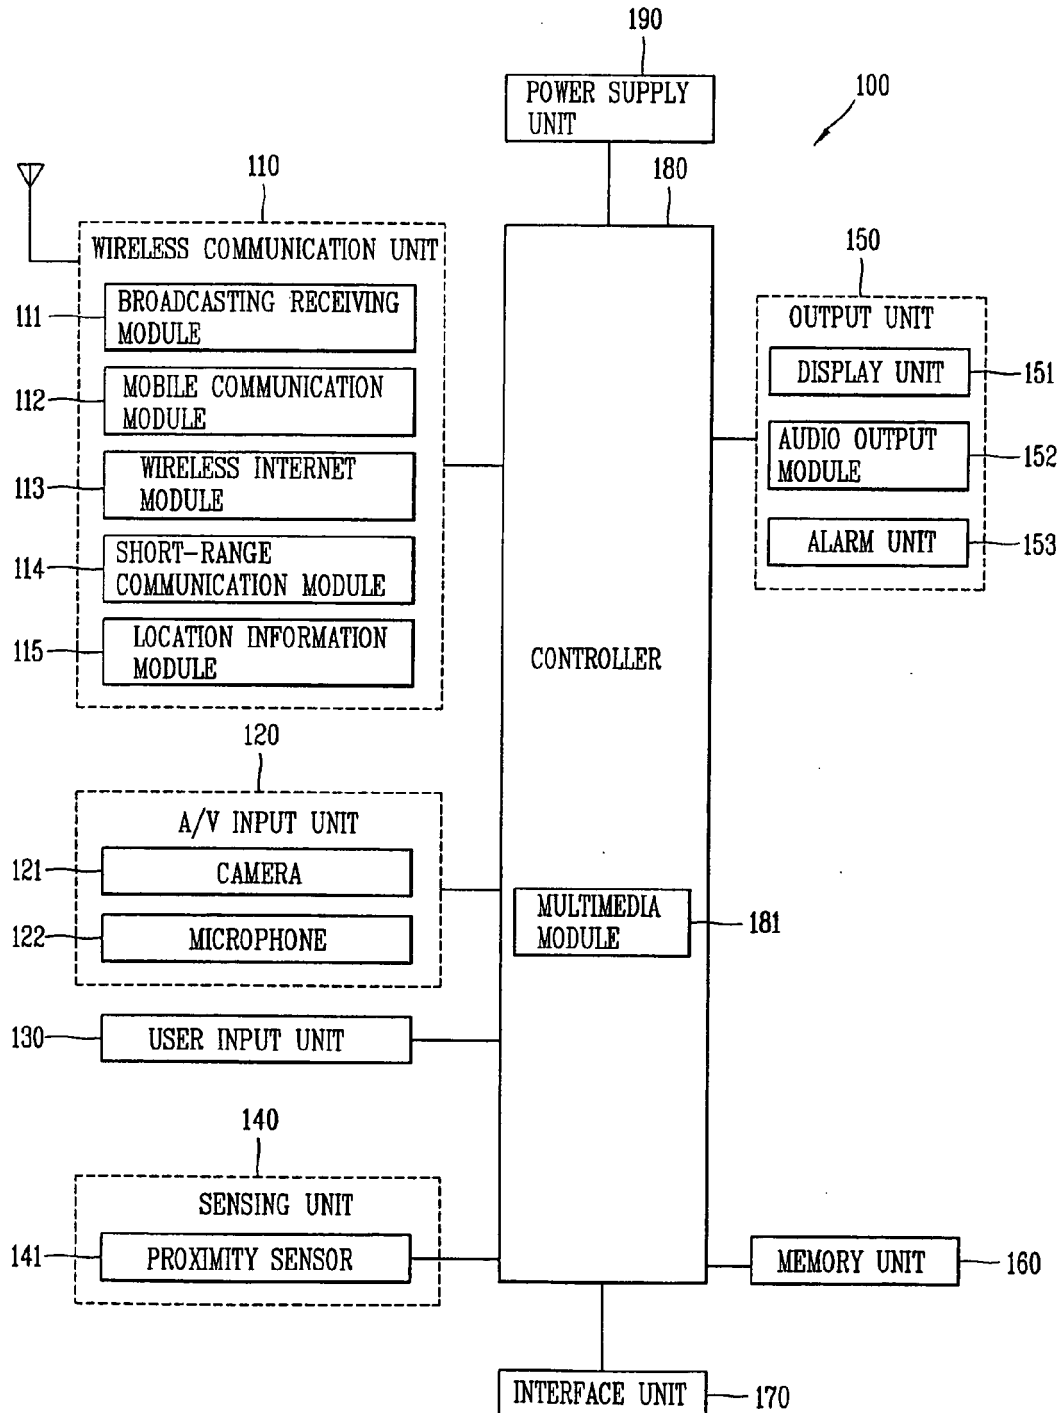 190
POWER SUPPLY
UNIT
100
110
180
WIRELESS COMMUNICATION UNIT
150
111
BROADCASTING RECEIVING
MODULE
OUTPUT UNIT
DISPLAY UNIT
151
112
MOBILE COMMUNICATION
MODULE
AUDIO OUTPUT
MODULE
152
113
WIRELESS INTERNET
MODULE
ALARM UNIT
153
114
SHORT-RANGE
COMMUNICATION MODULE
115
LOCATION INFORMATION
MODULE
CONTROLLER
120
A/V INPUT UNIT
121
CAMERA
122
MICROPHONE
MULTIMEDIA
MODULE
181
130
USER INPUT UNIT
140
SENSING UNIT
141
PROXIMITY SENSOR
MEMORY UNIT
160
INTERFACE UNIT
170